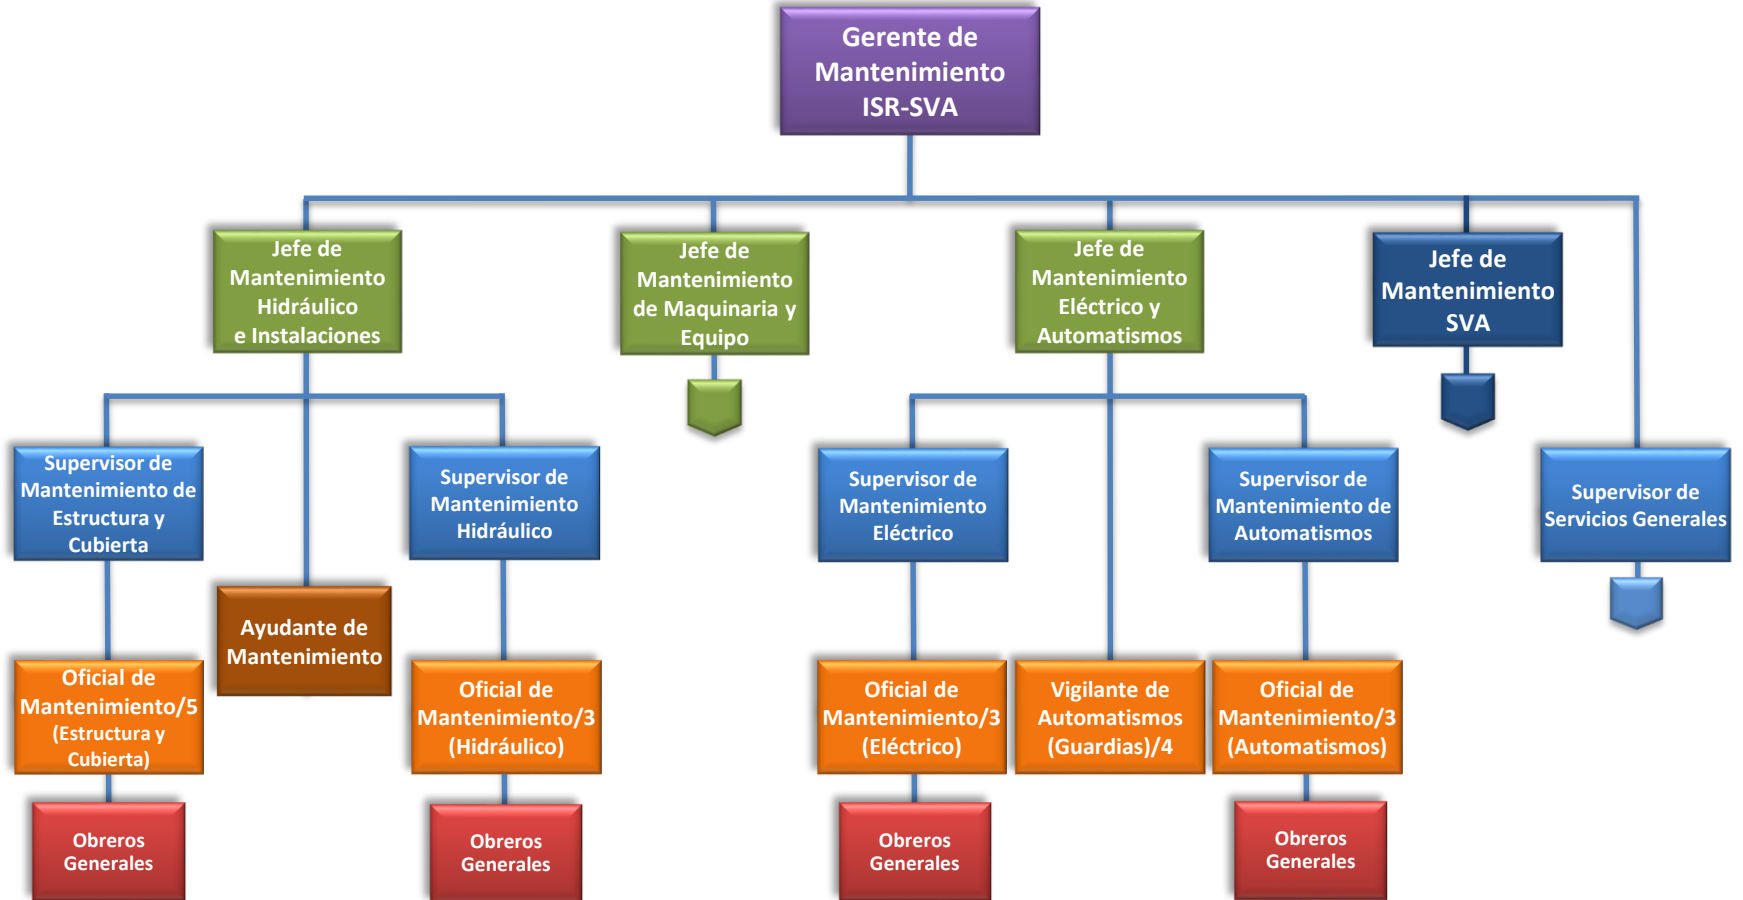 Gerente de
Mantenimiento
ISR-SVA
Jefe de
Mantenimiento
Hidráulico
e Instalaciones
Jefe de
Mantenimiento
de Maquinaria y
Equipo
Jefe de
Mantenimiento
Eléctrico y
Automatismos
Jefe de
Mantenimiento
SVA
Supervisor de
Mantenimiento de
Estructura y
Cubierta
Supervisor de
Mantenimiento
Hidráulico
Supervisor de
Mantenimiento
Eléctrico
Supervisor de
Mantenimiento de
Automatismos
Supervisor de
Servicios Generales
Ayudante de
Mantenimiento
Oficial de
Mantenimiento/5
(Estructura y
Cubierta)
Oficial de
Mantenimiento/3
(Hidráulico)
Oficial de
Mantenimiento/3
(Eléctrico)
Vigilante de
Automatismos
(Guardias)/4
Oficial de
Mantenimiento/3
(Automatismos)
Obreros
Generales
Obreros
Generales
Obreros
Generales
Obreros
Generales